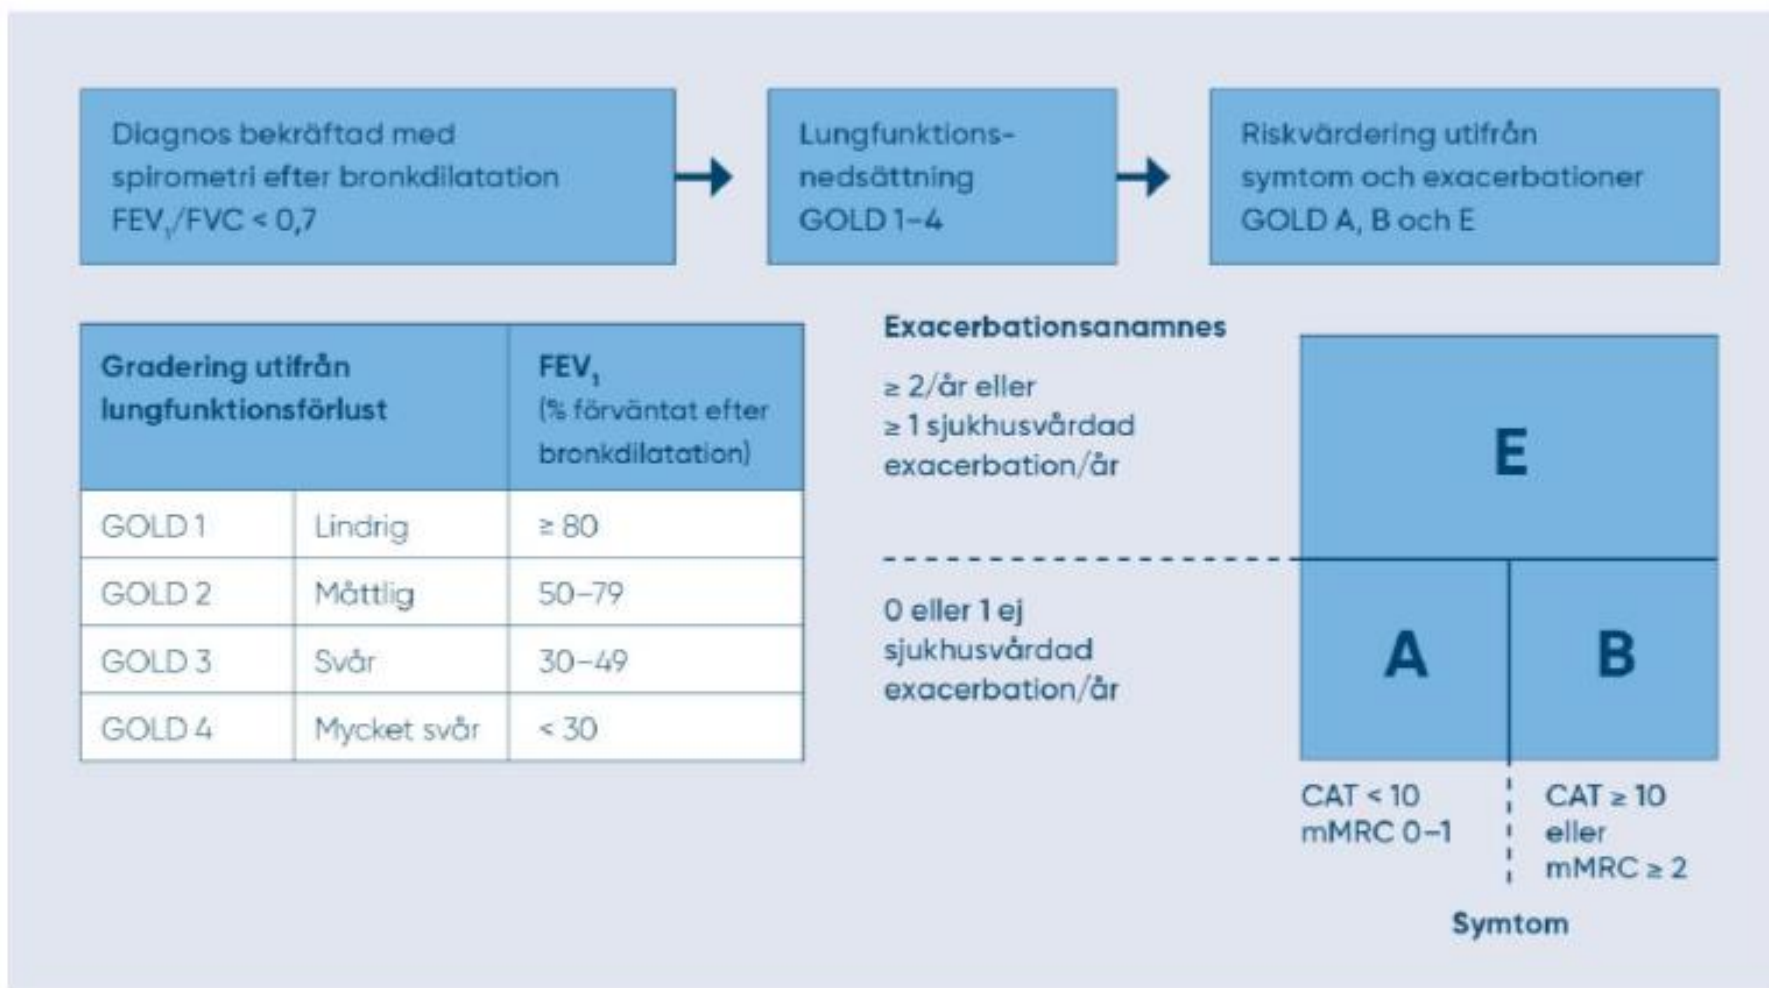 Diagnos bekräftad med
spirometri efter bronkdilatation
FEV₁/FVC < 0,7
Lungfunktions-
nedsättning
GOLD 1–4
Riskvärdering utifrån
symtom och exacerbationer
GOLD A, B och E
Gradering utifrån
lungfunktionsförlust
FEV₁
(% förväntat efter
bronkdilatation)
GOLD 1 Lindrig ≥ 80
GOLD 2 Måttlig 50–79
GOLD 3 Svår 30–49
GOLD 4 Mycket svår < 30
Exacerbationsanamnes
≥ 2/år eller
≥ 1 sjukhusvårdad
exacerbation/år
E
0 eller 1 ej
sjukhusvårdad
exacerbation/år
A B
CAT < 10
mMRC 0–1
CAT ≥ 10
eller
mMRC ≥ 2
Symtom